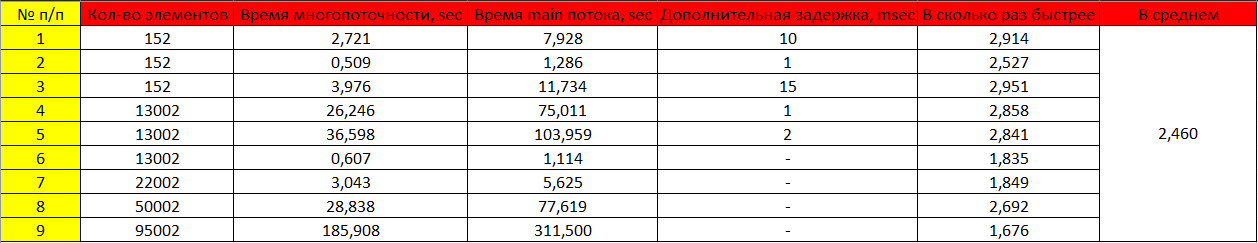 № п/п Кол-во элементов Время многопоточности, sec Время main потока, sec Дополнительная задержка, msec В сколько раз быстрее В среднем
1 152 2,721 7,928 10 2,914
2 152 0,509 1,286 1 2,527
3 152 3,976 11,734 15 2,951
4 13002 26,246 75,011 1 2,858
5 13002 36,598 103,959 2 2,841 2,460
6 13002 0,607 1,114 - 1,835
7 22002 3,043 5,625 - 1,849
8 50002 28,838 77,619 - 2,692
9 95002 185,908 311,500 - 1,676